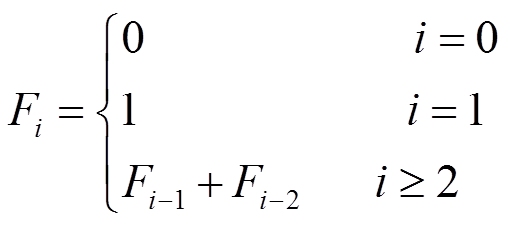 0 i = 0
F_i = { 1 i = 1
F_{i−1} + F_{i−2} i ≥ 2